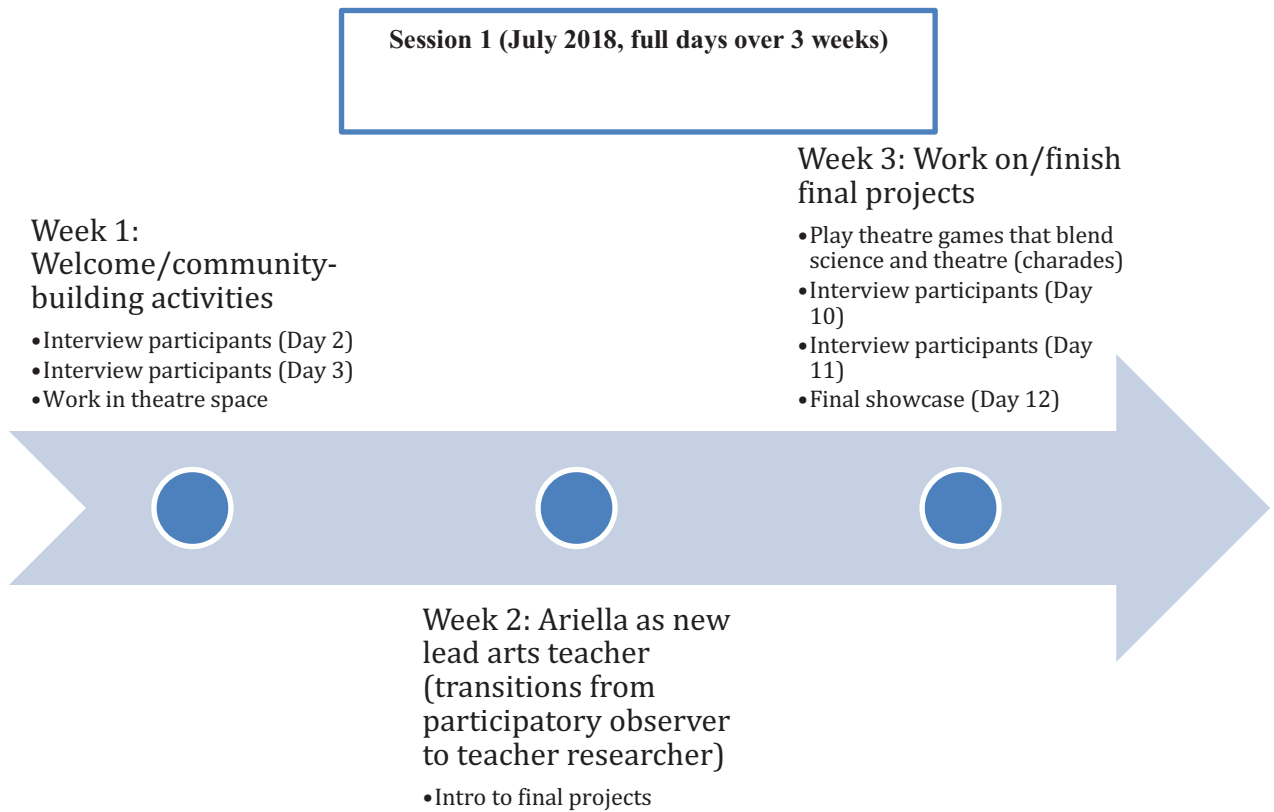 Session 1 (July 2018, full days over 3 weeks)
Week 1:
Welcome/community-
building activities
•Interview participants (Day 2)
•Interview participants (Day 3)
•Work in theatre space
Week 2: Ariella as new
lead arts teacher
(transitions from
participatory observer
to teacher researcher)
•Intro to final projects
Week 3: Work on/finish
final projects
•Play theatre games that blend
science and theatre (charades)
•Interview participants (Day
10)
•Interview participants (Day
11)
•Final showcase (Day 12)